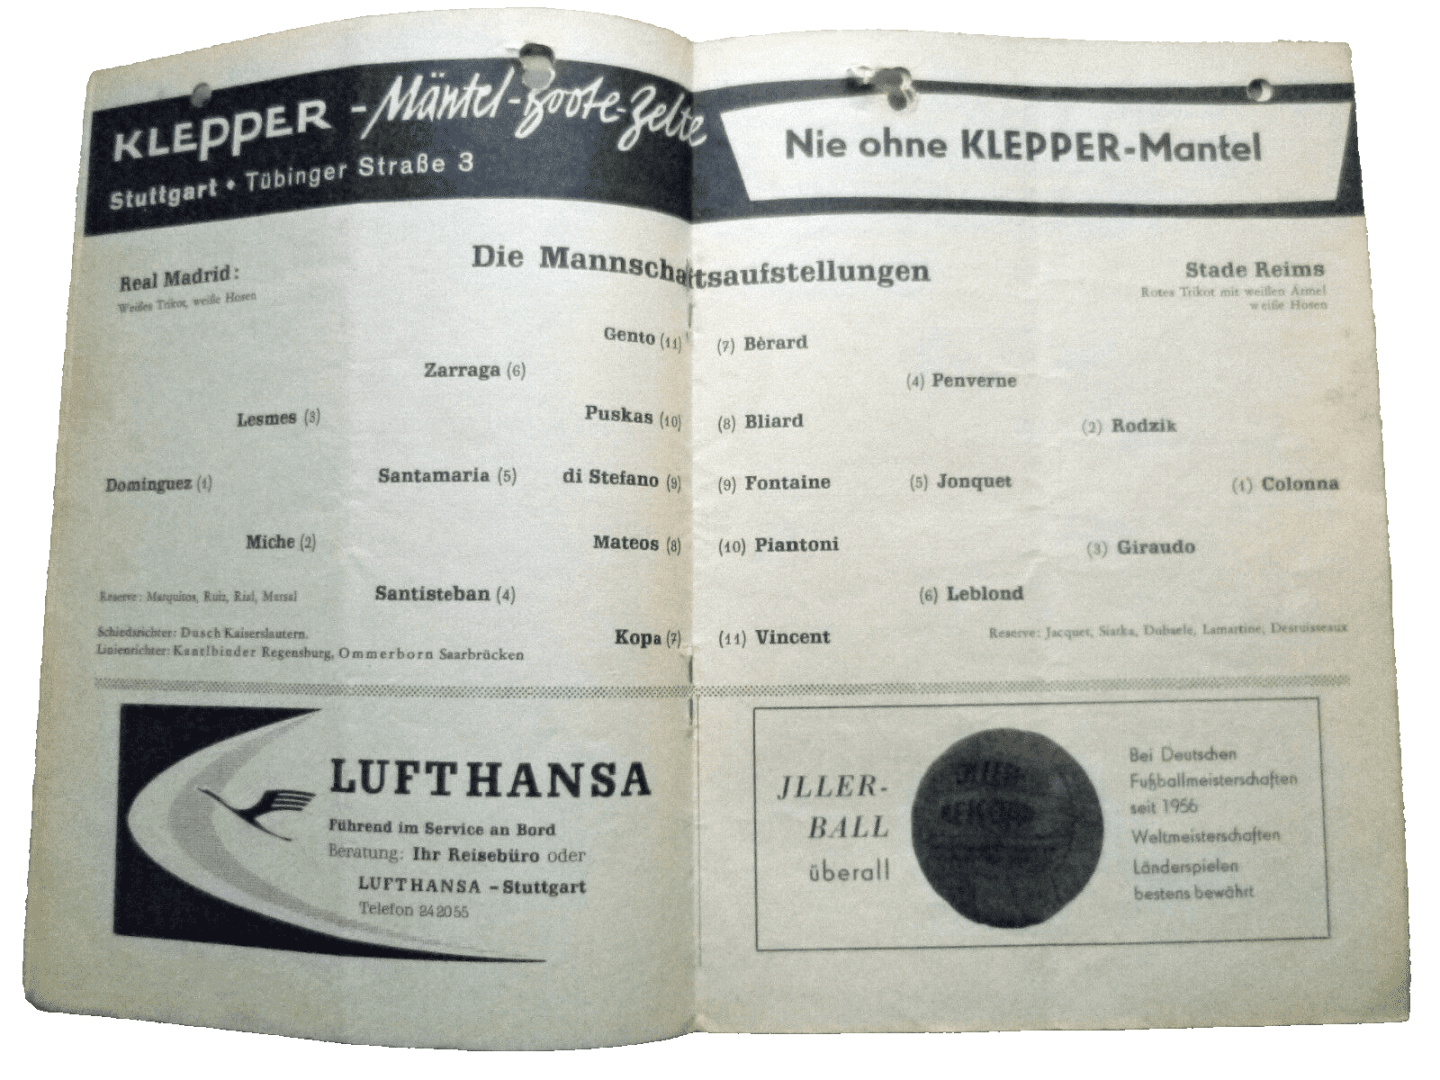 KLEPPER - Mäntel-Boote-Zelte
Stuttgart • Tübinger Straße 3
Nie ohne KLEPPER-Mantel
Die Mannschaftsaufstellungen
Real Madrid:
Weißes Trikot, weiße Hosen
Gento (11)
Zarraga (6)
Lesmes (3)
Puskas (10)
Dominguez (1)
Santamaria (5)
di Stefano (9)
Miche (2)
Mateos (8)
Santisteban (4)
Kopa (7)
Reserve: Marquitos, Ruiz, Rial, Mersal
Schiedsrichter: Dusch Kaiserslautern.
Linienrichter: Kantlbinder Regensburg, Ommerborn Saarbrücken
Stade Reims
Rotes Trikot mit weißen Ärmel
weiße Hosen
(7) Bèrard
(4) Penverne
(8) Bliard
(2) Rodzik
(9) Fontaine
(5) Jonquet
(1) Colonna
(10) Piantoni
(3) Giraudo
(6) Leblond
(11) Vincent
Reserve: Jacquet, Siatka, Dubaele, Lamartine, Desruisseaux
LUFTHANSA
Führend im Service an Bord
Beratung: Ihr Reisebüro oder
LUFTHANSA - Stuttgart
Telefon 242055
JLLER-
BALL
überall
JLLER-
REKORD
Bei Deutschen
Fußballmeisterschaften
seit 1956
Weltmeisterschaften
Länderspielen
bestens bewährt